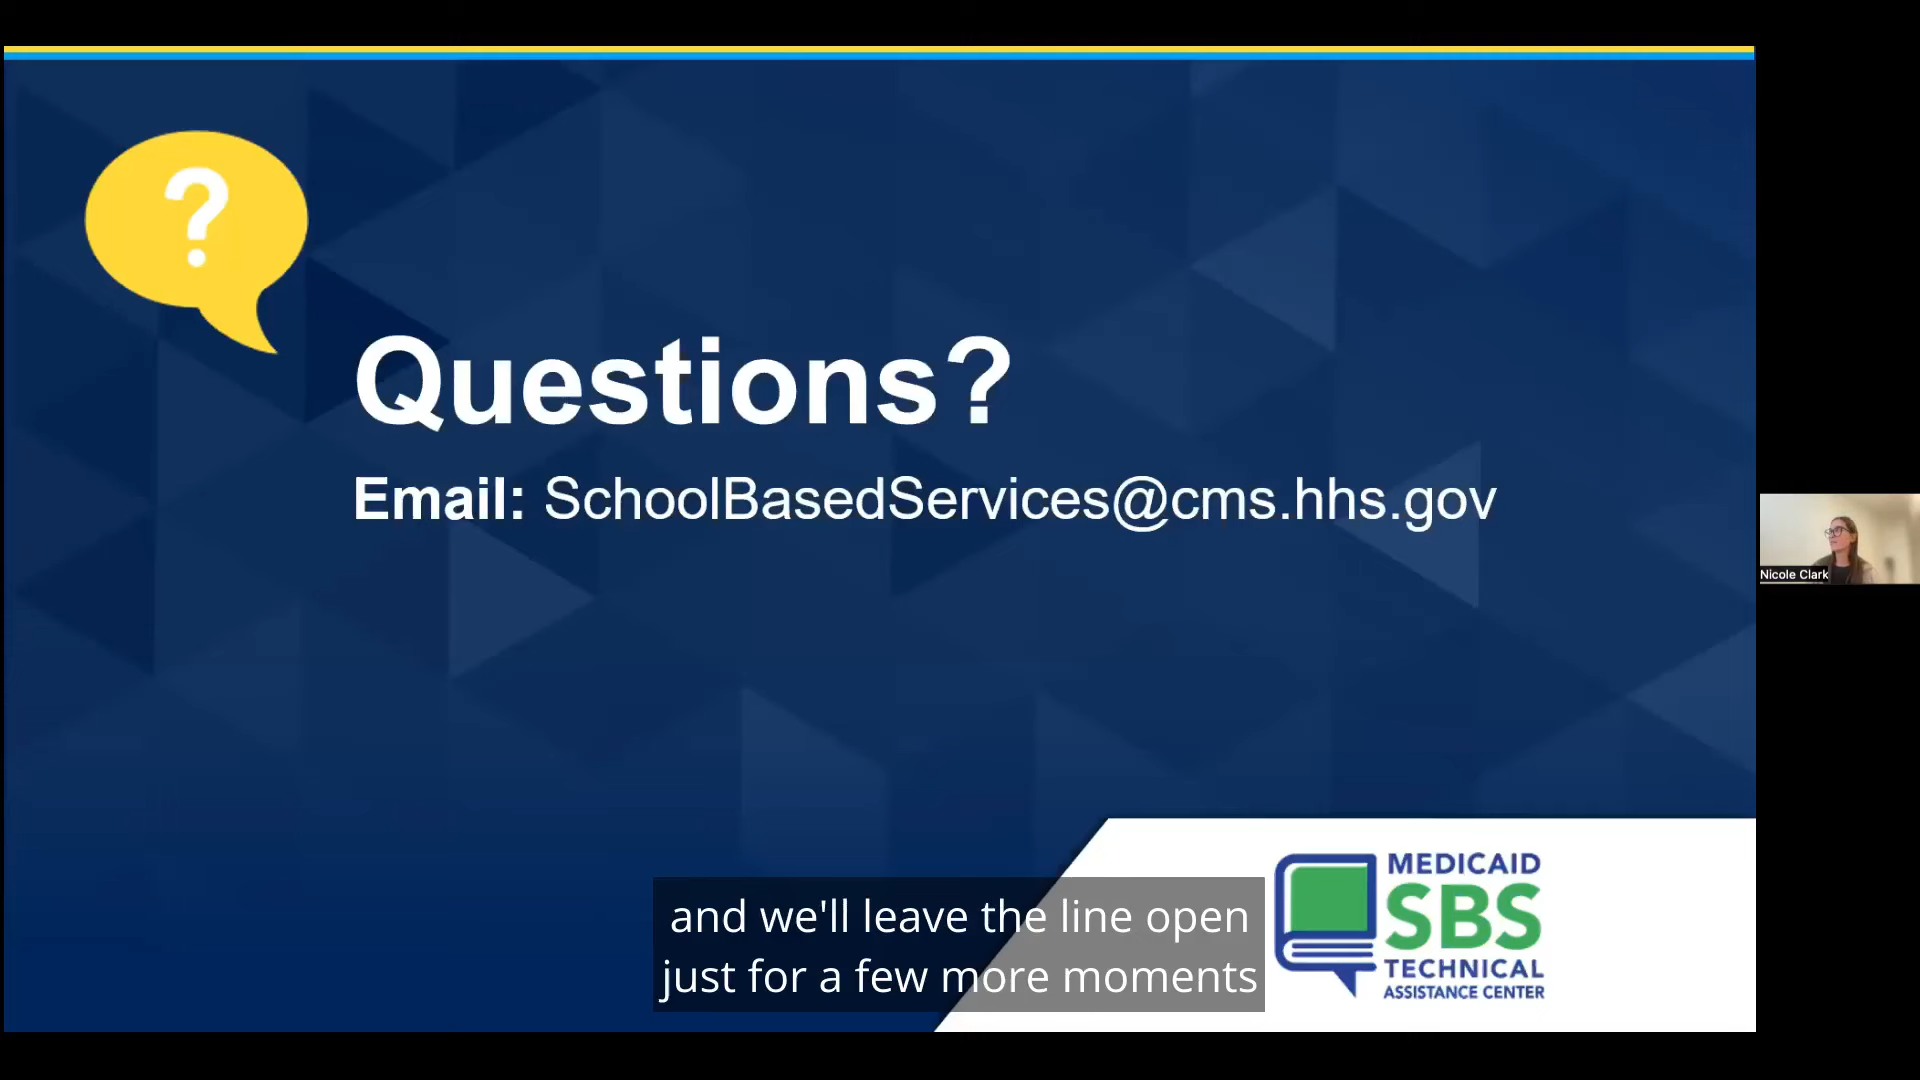 ?
Questions?
Email: SchoolBasedServices@cms.hhs.gov
Nicole Clark
and we'll leave the line open
just for a few more moments
MEDICAID
SBS
TECHNICAL
ASSISTANCE CENTER